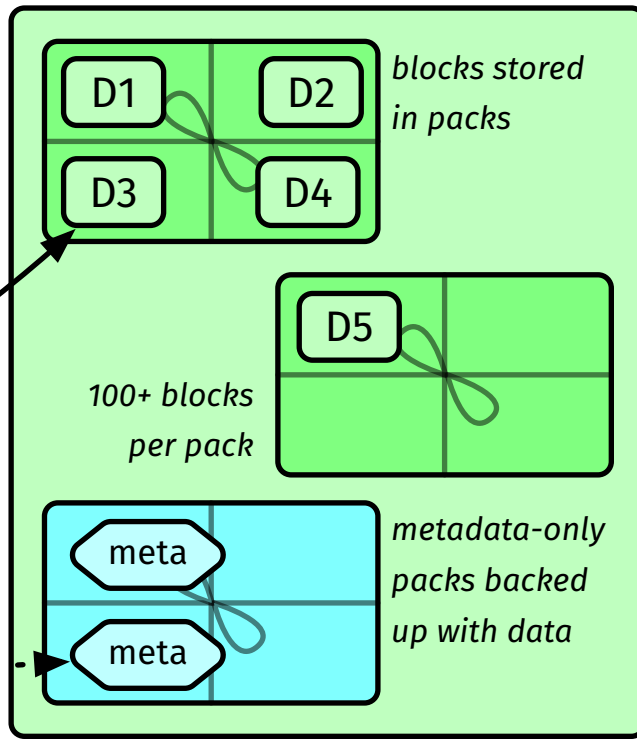 D1
D2
blocks stored
in packs
D3
D4
D5
100+ blocks
per pack
meta
metadata-only
packs backed
up with data
meta